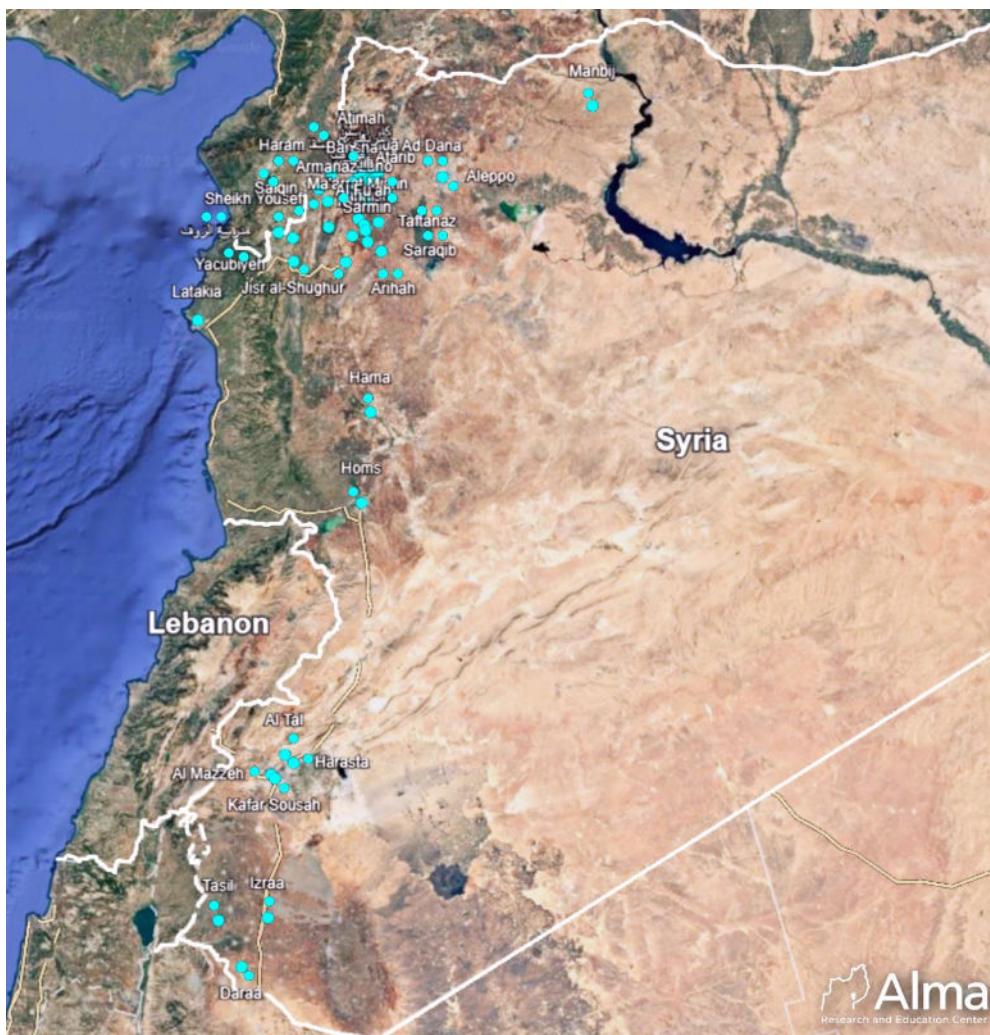 Manbij
Atimah
Haram
Ad Dana
Atarib
Armanaz
Aleppo
Salqin
Sheikh Yousef
Sarmin
Taftanaz
Saraqib
Yacubiyeh
Jisr al-Shughur
Arihah
Latakia
Hama
Syria
Homs
Lebanon
Al Tal
Al Mazzeh
Harasta
Kafar Sousah
Tasil
Izraa
Daraa
Alma
Research and Education Center